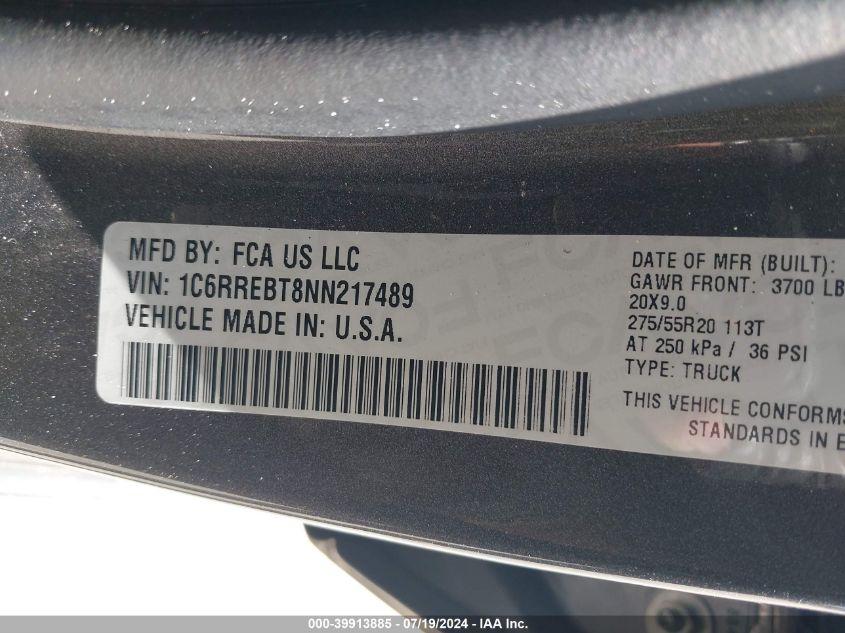 MFD BY: FCA US LLC
VIN: 1C6RREBT8NN217489
VEHICLE MADE IN: U.S.A.
DATE OF MFR (BUILT):
GAWR FRONT: 3700 LB
20X9.0
275/55R20 113T
AT 250 kPa / 36 PSI
TYPE: TRUCK
THIS VEHICLE CONFORMS
STANDARDS IN E
000-39913885 / 07/19/2024 - IAA, Inc.